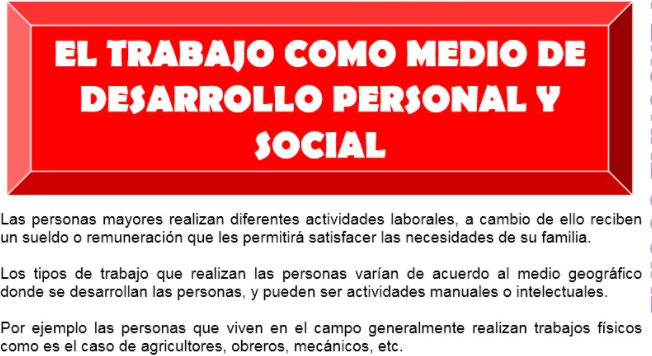 EL TRABAJO COMO MEDIO DE
DESARROLLO PERSONAL Y
SOCIAL
Las personas mayores realizan diferentes actividades laborales, a cambio de ello reciben
un sueldo o remuneración que les permitirá satisfacer las necesidades de su familia.
Los tipos de trabajo que realizan las personas varían de acuerdo al medio geográfico
donde se desarrollan las personas, y pueden ser actividades manuales o intelectuales.
Por ejemplo las personas que viven en el campo generalmente realizan trabajos físicos
como es el caso de agricultores, obreros, mecánicos, etc.